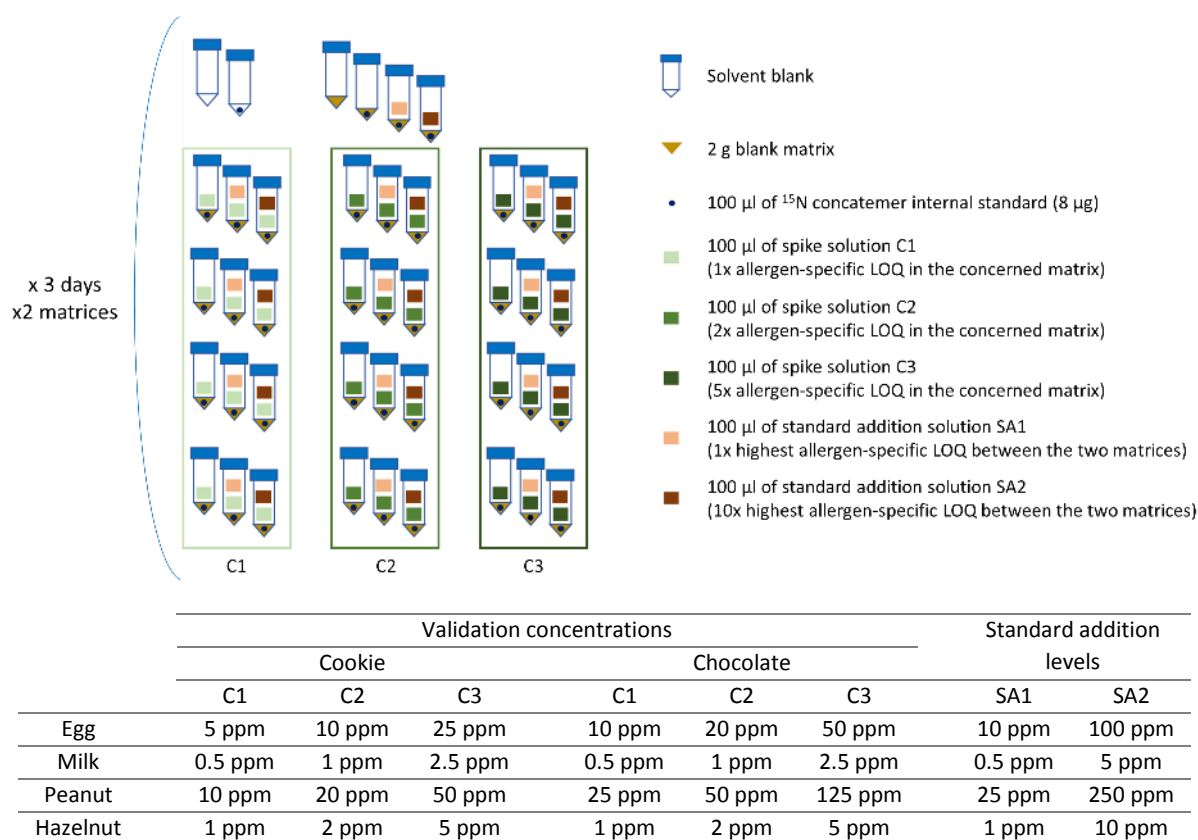 x 3 days
x2 matrices
C1
C2
C3
Solvent blank
2 g blank matrix
100 µl of ¹⁵N concatemer internal standard (8 µg)
100 µl of spike solution C1
(1x allergen-specific LOQ in the concerned matrix)
100 µl of spike solution C2
(2x allergen-specific LOQ in the concerned matrix)
100 µl of spike solution C3
(5x allergen-specific LOQ in the concerned matrix)
100 µl of standard addition solution SA1
(1x highest allergen-specific LOQ between the two matrices)
100 µl of standard addition solution SA2
(10x highest allergen-specific LOQ between the two matrices)
Validation concentrations Standard addition
Cookie Chocolate levels
C1 C2 C3 C1 C2 C3 SA1 SA2
Egg 5 ppm 10 ppm 25 ppm 10 ppm 20 ppm 50 ppm 10 ppm 100 ppm
Milk 0.5 ppm 1 ppm 2.5 ppm 0.5 ppm 1 ppm 2.5 ppm 0.5 ppm 5 ppm
Peanut 10 ppm 20 ppm 50 ppm 25 ppm 50 ppm 125 ppm 25 ppm 250 ppm
Hazelnut 1 ppm 2 ppm 5 ppm 1 ppm 2 ppm 5 ppm 1 ppm 10 ppm